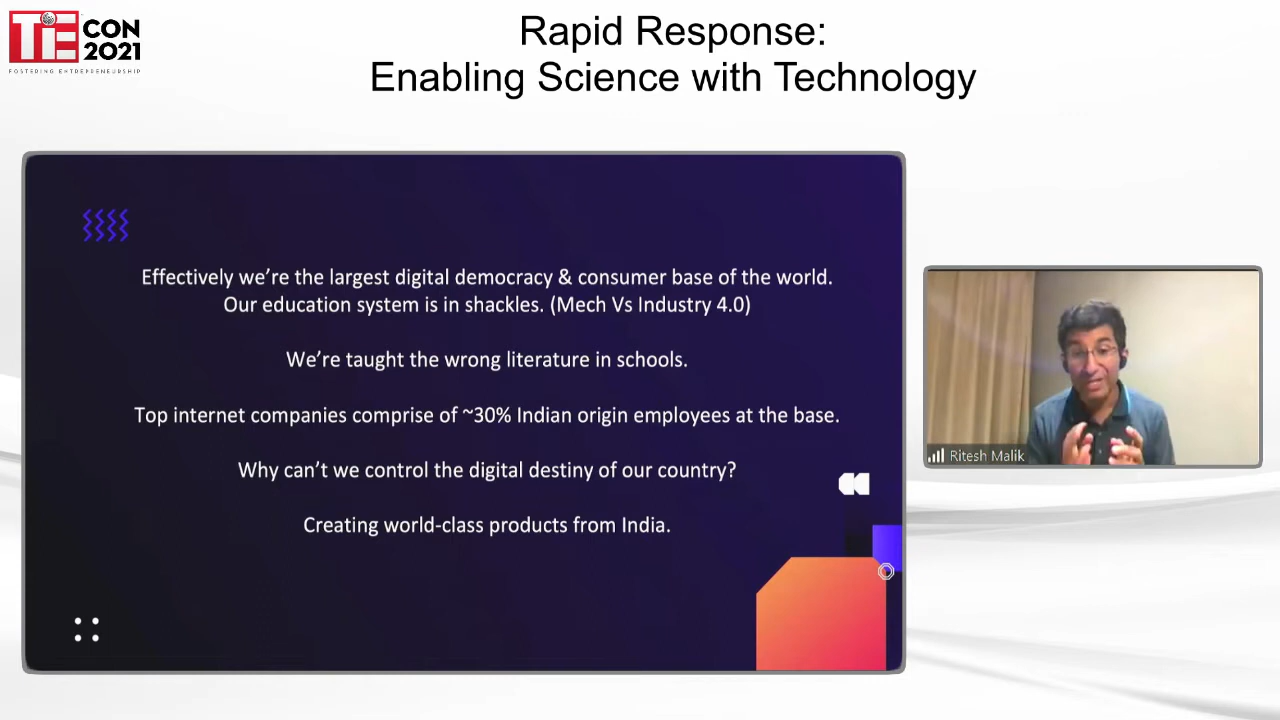 TiE CON
2021
FOSTERING ENTREPRENEURSHIP
Rapid Response:
Enabling Science with Technology
Effectively we’re the largest digital democracy & consumer base of the world.
Our education system is in shackles. (Mech Vs Industry 4.0)
We’re taught the wrong literature in schools.
Top internet companies comprise of ~30% Indian origin employees at the base.
Why can’t we control the digital destiny of our country?
Creating world-class products from India.
Ritesh Malik